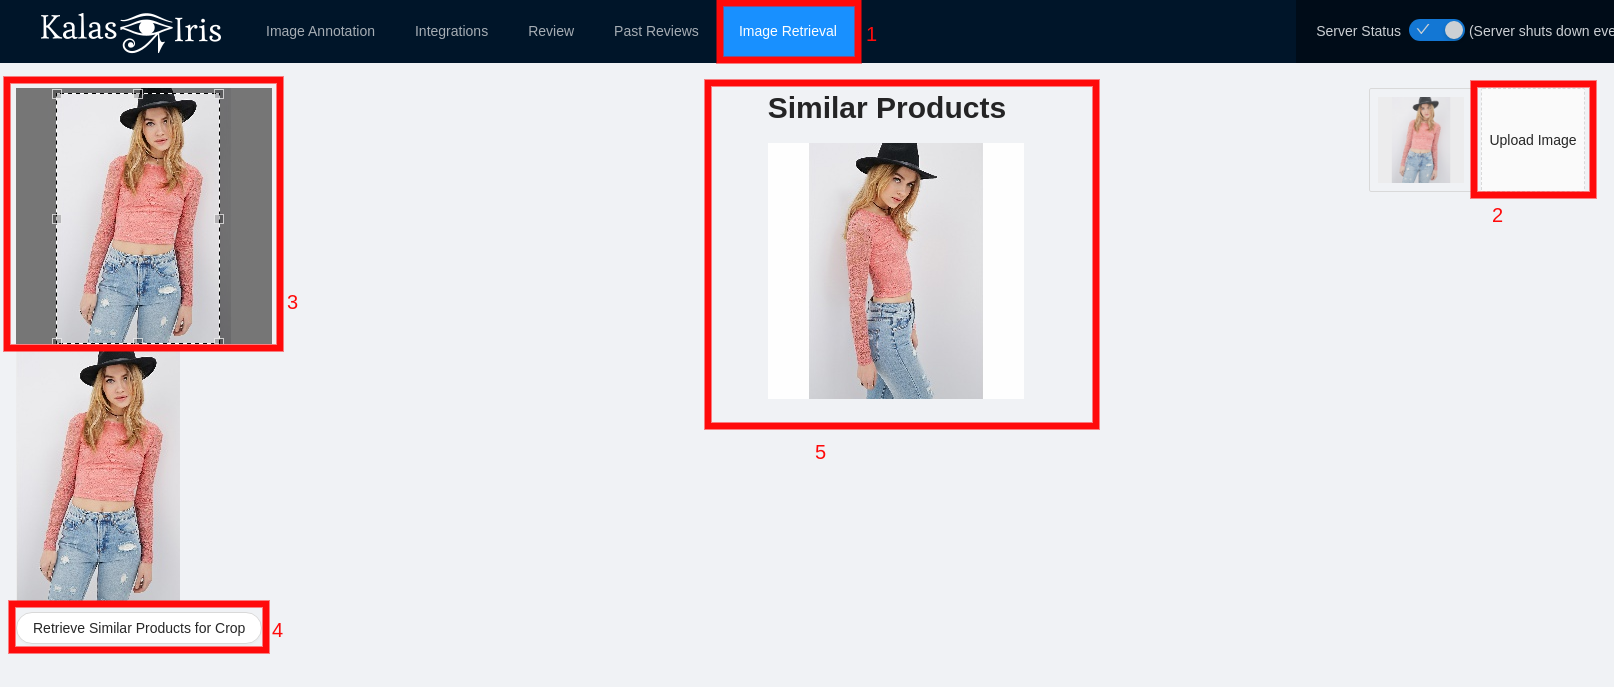 Kalas Iris
Image Annotation Integrations Review Past Reviews Image Retrieval 1 Server Status (Server shuts down eve
Similar Products
Upload Image
2
3
5
Retrieve Similar Products for Crop 4